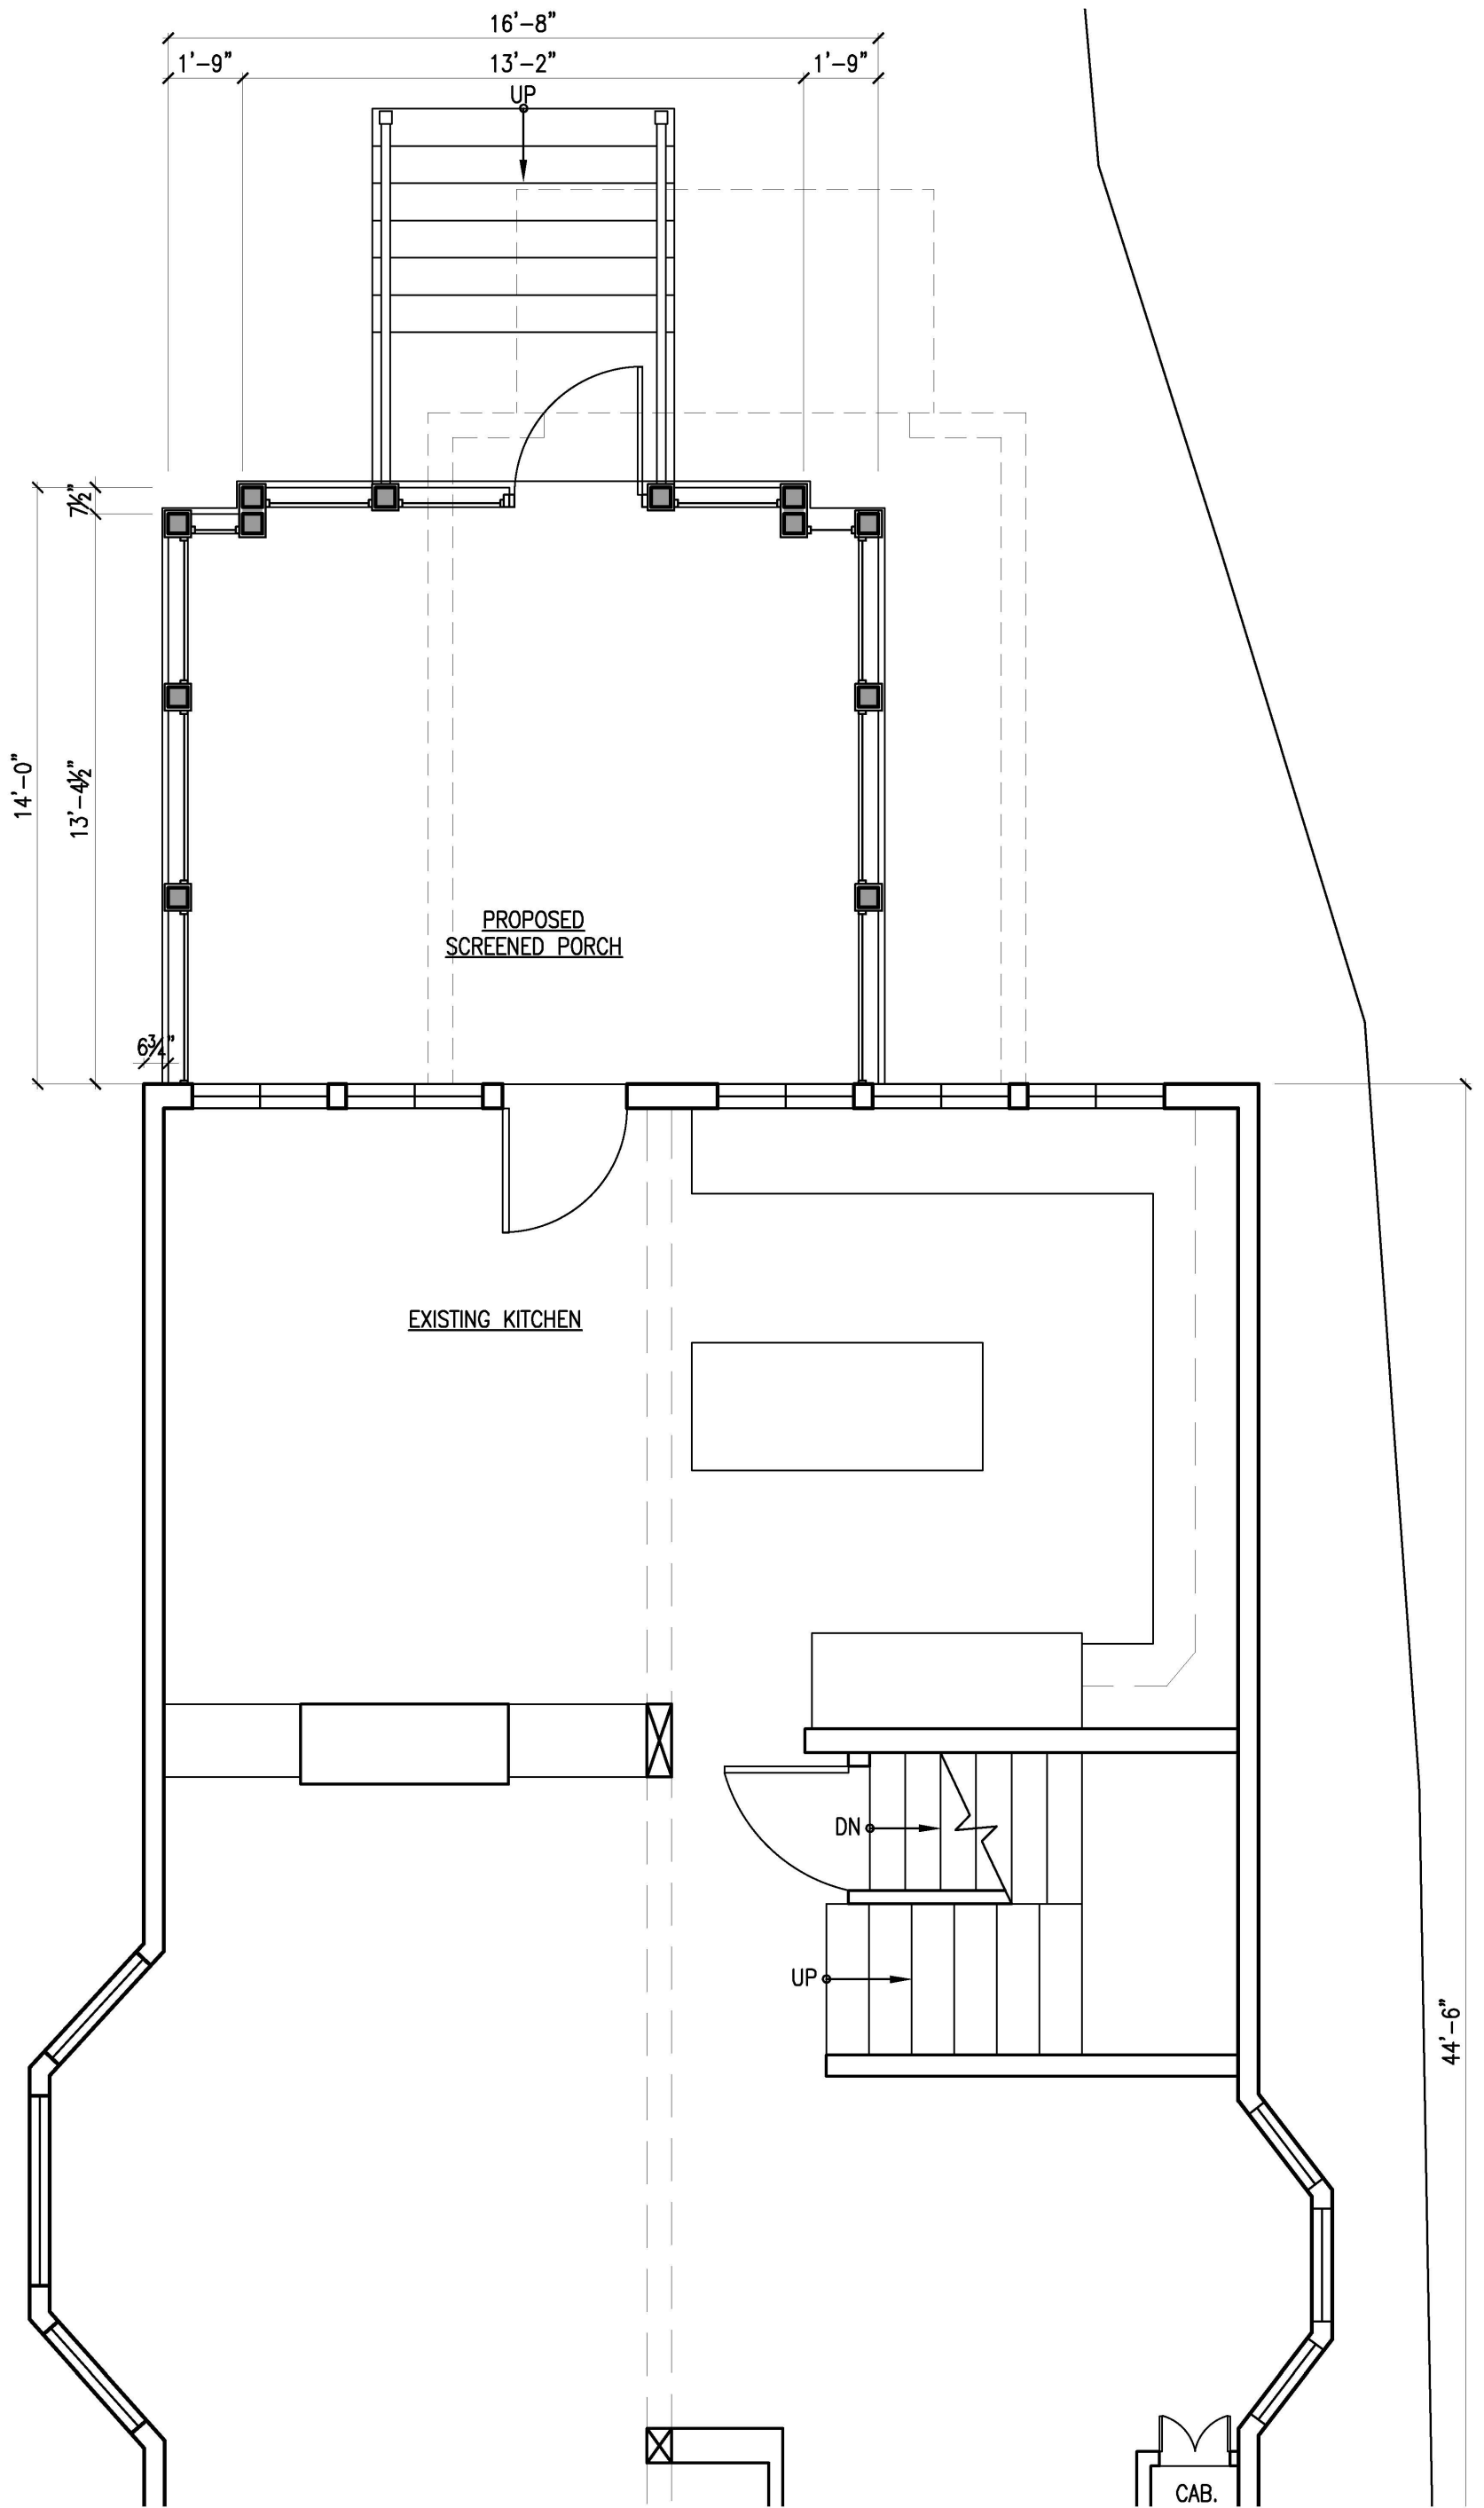 16'-8"
1'-9" 13'-2" 1'-9"
UP
7½"
14'-0"
13'-4½"
PROPOSED
SCREENED PORCH
6¾"
EXISTING KITCHEN
DN
UP
44'-6"
CAB.